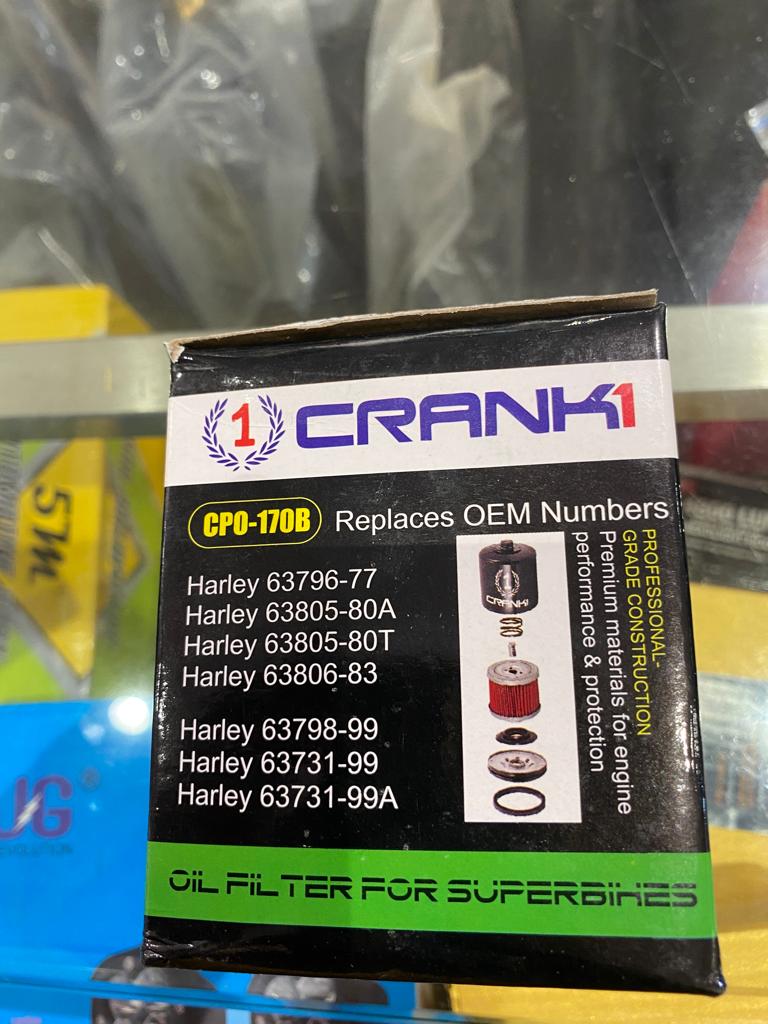 1 CRANK1
CPO-170B Replaces OEM Numbers
Harley 63796-77
Harley 63805-80A
Harley 63805-80T
Harley 63806-83
Harley 63798-99
Harley 63731-99
Harley 63731-99A
1
CRANK1
PROFESSIONAL-
GRADE CONSTRUCTION
Premium materials for engine
performance & protection
OIL FILTER FOR SUPERBIKES
UG®